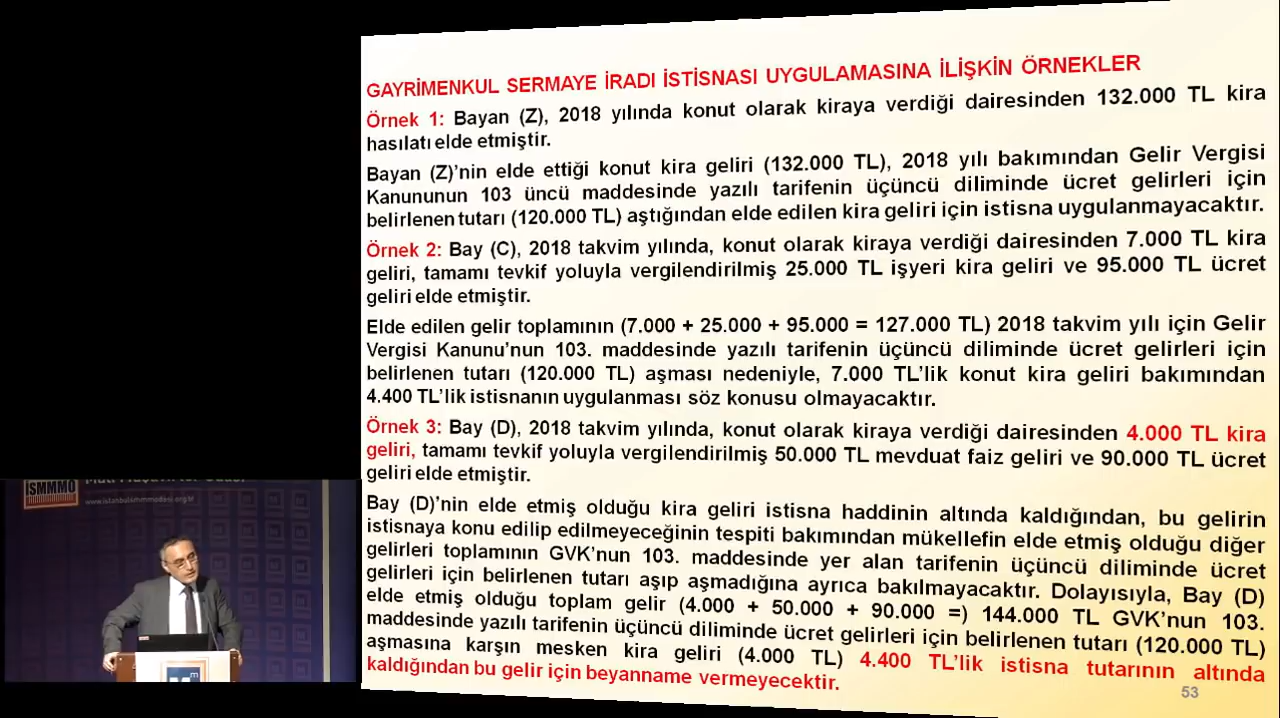 GAYRİMENKUL SERMAYE İRADI İSTİSNASI UYGULAMASINA İLİŞKİN ÖRNEKLER
Örnek 1: Bayan (Z), 2018 yılında konut olarak kiraya verdiği dairesinden 132.000 TL kira
hasılatı elde etmiştir.
Bayan (Z)’nin elde ettiği konut kira geliri (132.000 TL), 2018 yılı bakımından Gelir Vergisi
Kanununun 103 üncü maddesinde yazılı tarifenin üçüncü diliminde ücret gelirleri için
belirlenen tutarı (120.000 TL) aştığından elde edilen kira geliri için istisna uygulanmayacaktır.
Örnek 2: Bay (C), 2018 takvim yılında, konut olarak kiraya verdiği dairesinden 7.000 TL kira
geliri, tamamı tevkif yoluyla vergilendirilmiş 25.000 TL işyeri kira geliri ve 95.000 TL ücret
geliri elde etmiştir.
Elde edilen gelir toplamının (7.000 + 25.000 + 95.000 = 127.000 TL) 2018 takvim yılı için Gelir
Vergisi Kanunu’nun 103. maddesinde yazılı tarifenin üçüncü diliminde ücret gelirleri için
belirlenen tutarı (120.000 TL) aşması nedeniyle, 7.000 TL’lik konut kira geliri bakımından
4.400 TL’lik istisnanın uygulanması söz konusu olmayacaktır.
Örnek 3: Bay (D), 2018 takvim yılında, konut olarak kiraya verdiği dairesinden 4.000 TL kira
geliri, tamamı tevkif yoluyla vergilendirilmiş 50.000 TL mevduat faiz geliri ve 90.000 TL ücret
geliri elde etmiştir.
Bay (D)’nin elde etmiş olduğu kira geliri istisna haddinin altında kaldığından, bu gelirin
istisnaya konu edilip edilmeyeceğinin tespiti bakımından mükellefin elde etmiş olduğu diğer
gelirleri toplamının GVK’nun 103. maddesinde yer alan tarifenin üçüncü diliminde ücret
gelirleri için belirlenen tutarı aşıp aşmadığına ayrıca bakılmayacaktır. Dolayısıyla, Bay (D)
elde etmiş olduğu toplam gelir (4.000 + 50.000 + 90.000 =) 144.000 TL GVK’nun 103.
maddesinde yazılı tarifenin üçüncü diliminde ücret gelirleri için belirlenen tutarı (120.000 TL)
aşmasına karşın mesken kira geliri (4.000 TL) 4.400 TL’lik istisna tutarının altında
kaldığından bu gelir için beyanname vermeyecektir.
53
ISMMMO